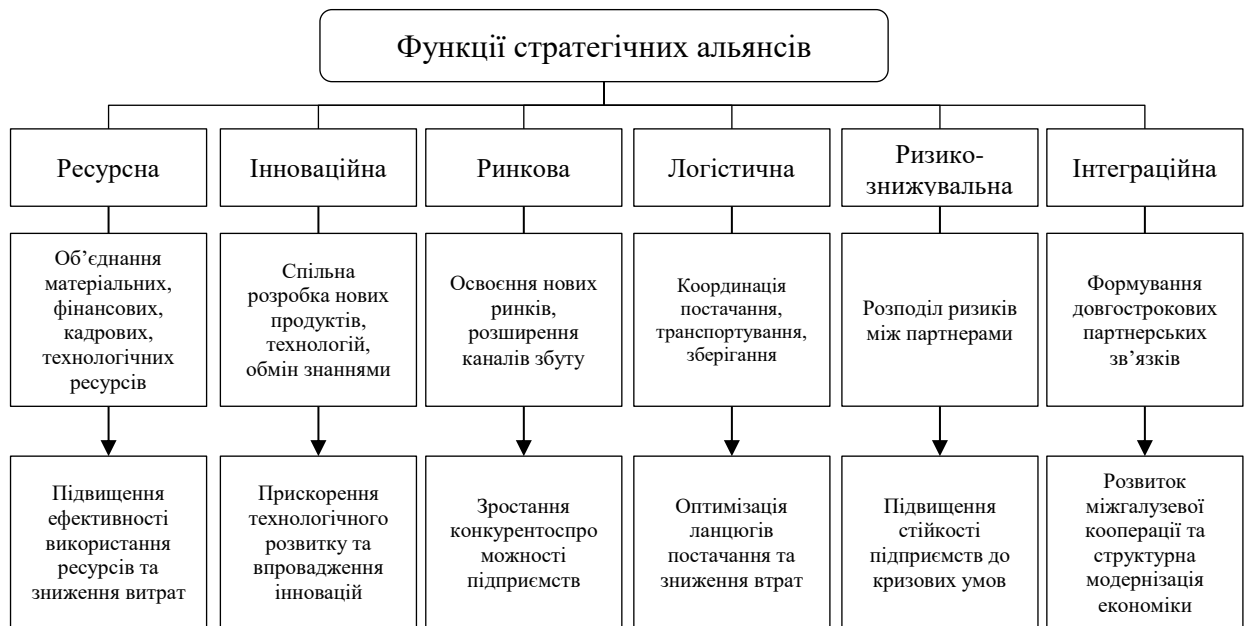 Функції стратегічних альянсів
Ресурсна
Інноваційна
Ринкова
Логістична
Ризико-
знижувальна
Інтеграційна
Об’єднання
матеріальних,
фінансових,
кадрових,
технологічних
ресурсів
Спільна
розробка нових
продуктів,
технологій,
обмін знаннями
Освоєння нових
ринків,
розширення
каналів збуту
Координація
постачання,
транспортування,
зберігання
Розподіл ризиків
між партнерами
Формування
довгострокових
партнерських
зв’язків
Підвищення
ефективності
використання
ресурсів та
зниження витрат
Прискорення
технологічного
розвитку та
впровадження
інновацій
Зростання
конкурентоспро
можності
підприємств
Оптимізація
ланцюгів
постачання та
зниження втрат
Підвищення
стійкості
підприємств до
кризових умов
Розвиток
міжгалузевої
кооперації та
структурна
модернізація
економіки